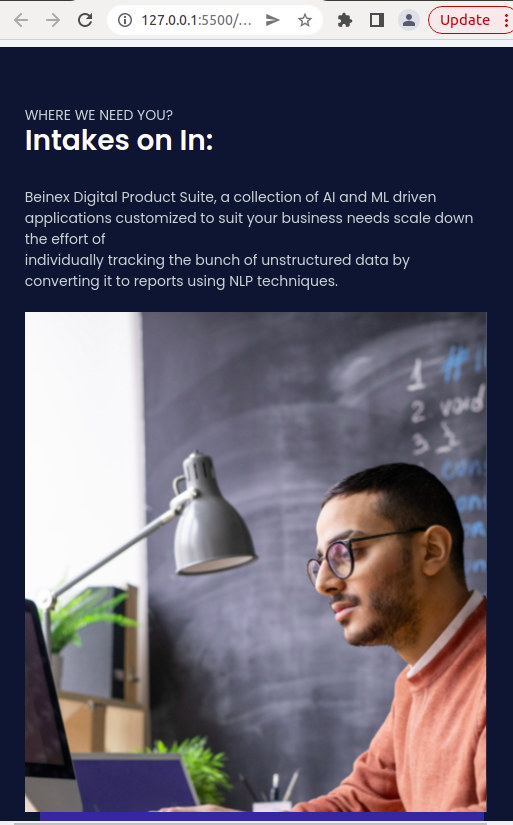 127.0.0.1:5500/...
Update
WHERE WE NEED YOU?
Intakes on In:
Beinex Digital Product Suite, a collection of AI and ML driven
applications customized to suit your business needs scale down
the effort of
individually tracking the bunch of unstructured data by
converting it to reports using NLP techniques.
1
2 void
3